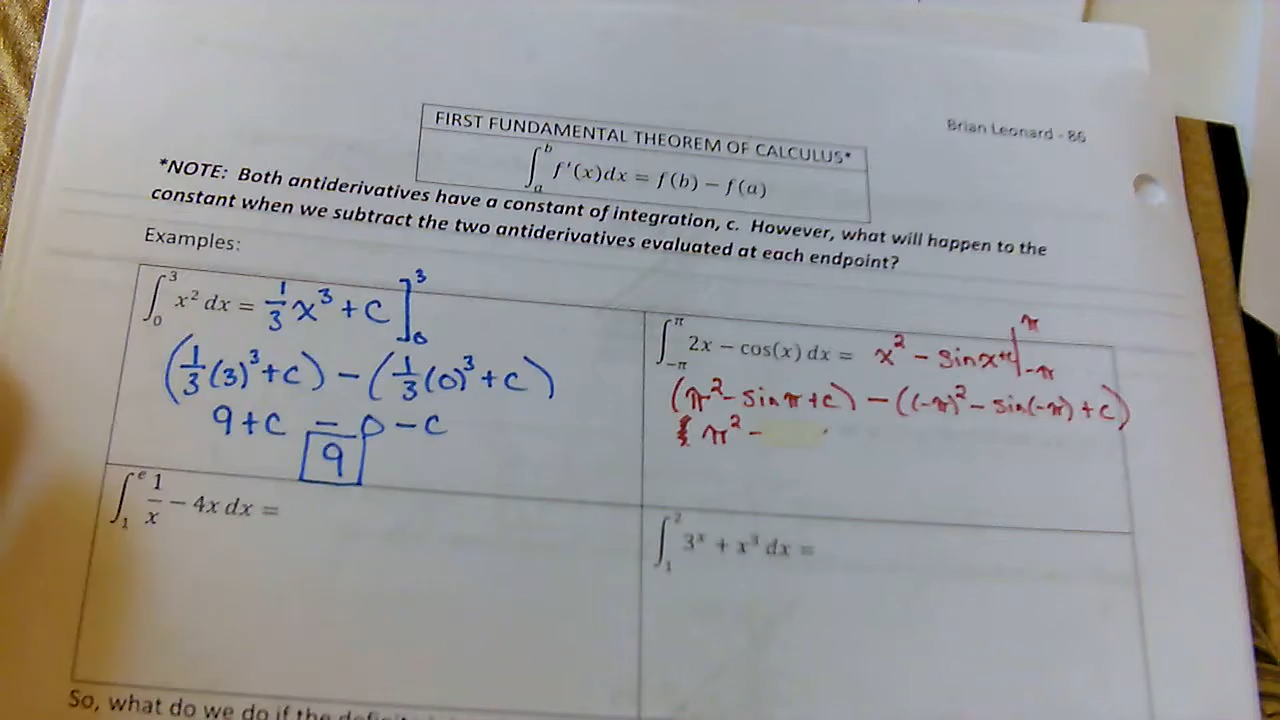 Brian Leonard - 86
FIRST FUNDAMENTAL THEOREM OF CALCULUS*
∫_a^b f'(x)dx = f(b) − f(a)
*NOTE: Both antiderivatives have a constant of integration, c. However, what will happen to the
constant when we subtract the two antiderivatives evaluated at each endpoint?
Examples:
∫_0^3 x² dx = 1/3 x³ + C ]_0^3
(1/3 (3)³ + C) − (1/3 (0)³ + C)
9 + C − 0 − C
9
∫_{-π}^{π} 2x − cos(x) dx = x² − sinx + c |_{-π}^{π}
(π² − sin π + c) − ((-π)² − sin(-π) + c)
π² −
∫_1^e 1/x − 4x dx =
∫_1^2 3^x + x³ dx =
So, what do we do if the